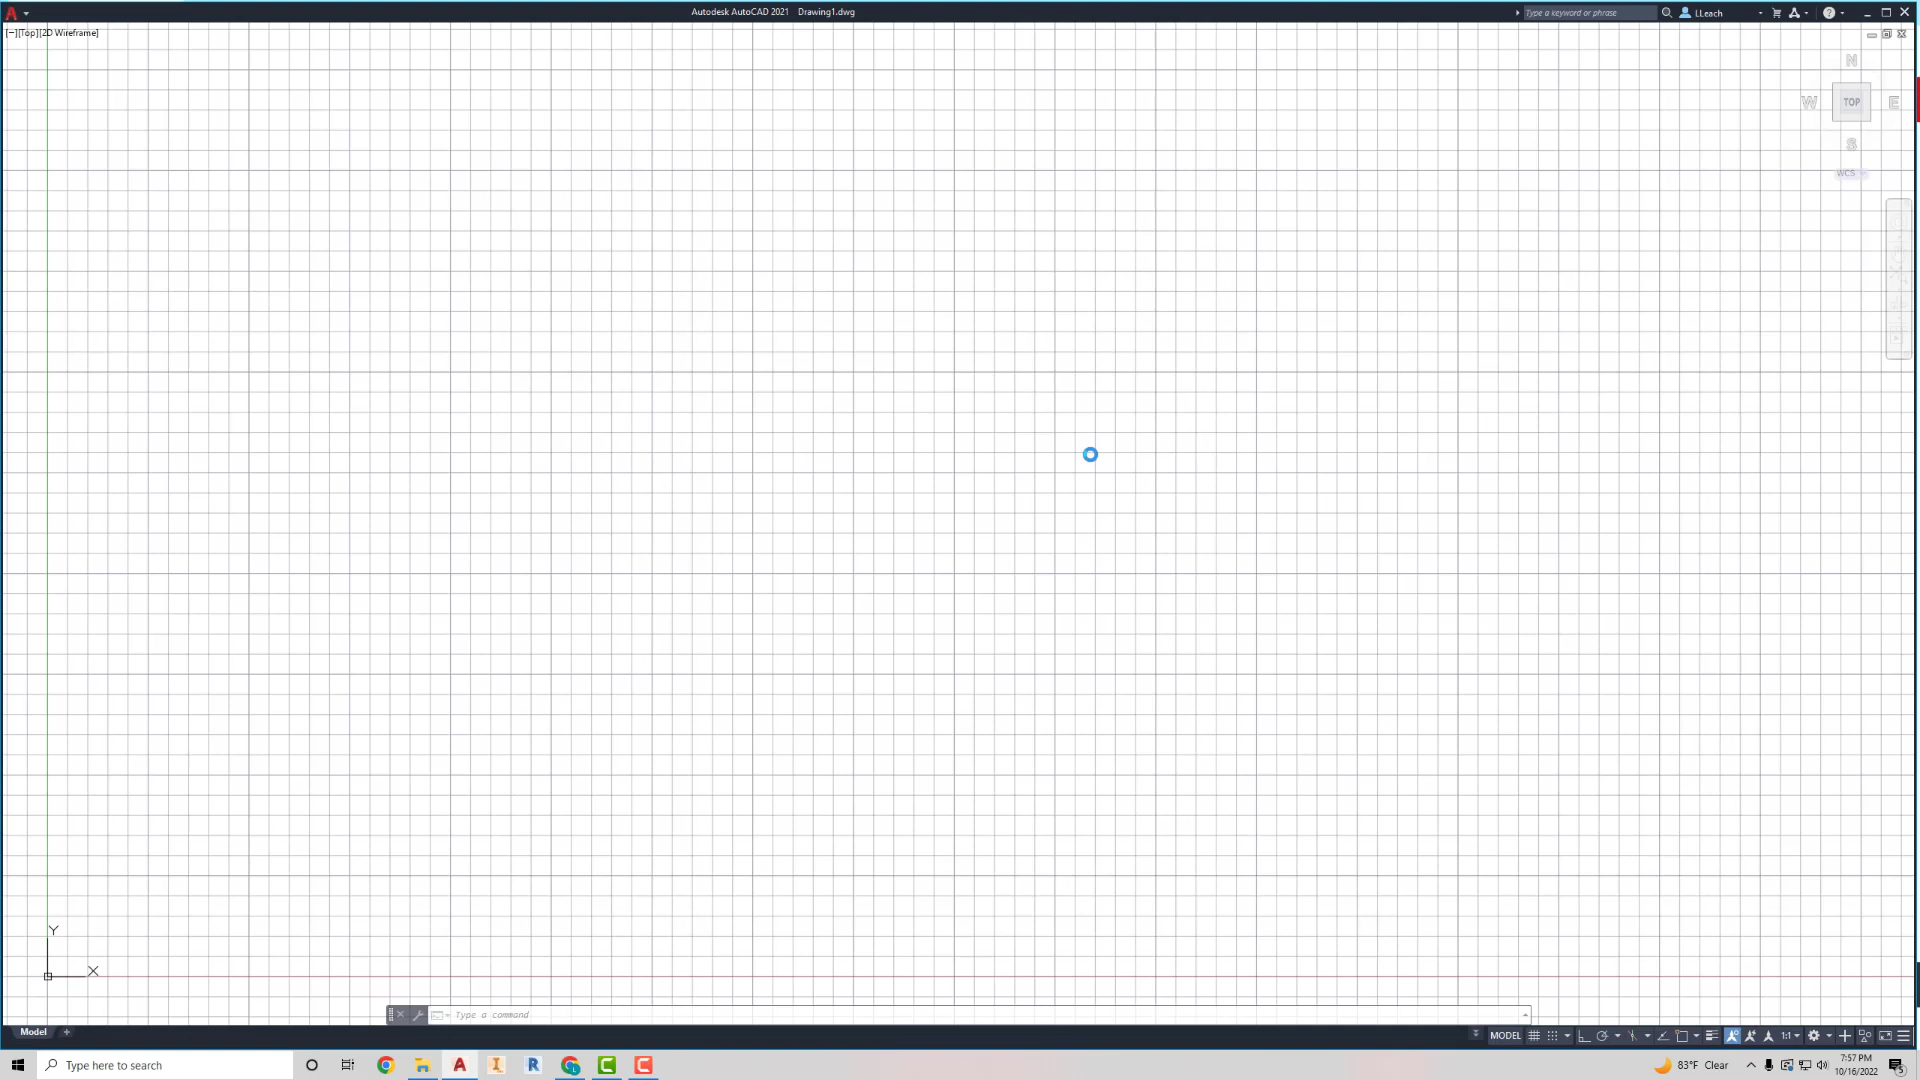 Autodesk AutoCAD 2021 Drawing1.dwg
Type a keyword or phrase
LLeach
[−][Top][2D Wireframe]
N
W
TOP
E
S
WCS
Y
X
Type a command
Model
MODEL
1:1
Type here to search
83°F Clear
7:57 PM
10/16/2022
5